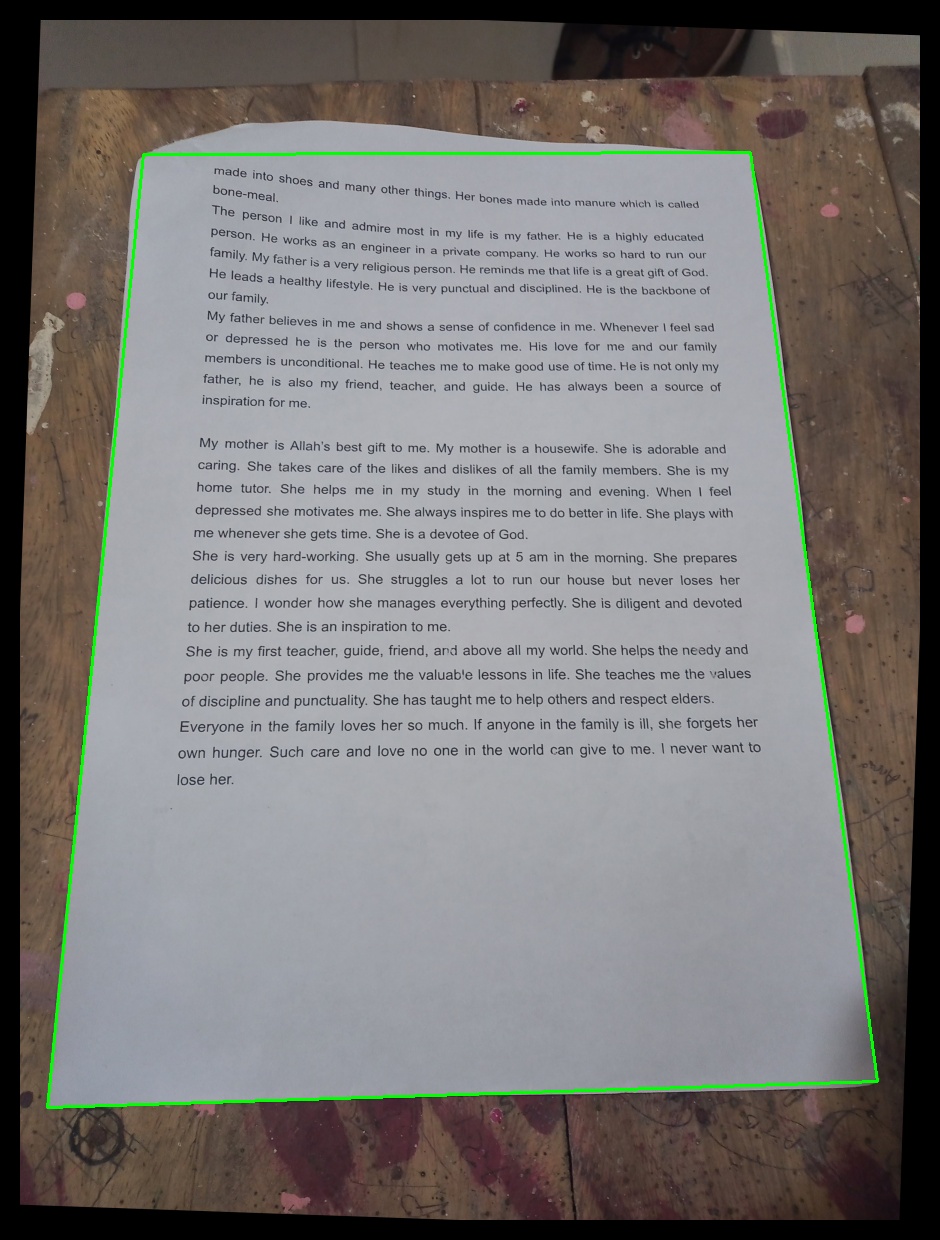 made into shoes and many other things. Her bones made into manure which is called
bone-meal.
The person I like and admire most in my life is my father. He is a highly educated
person. He works as an engineer in a private company. He works so hard to run our
family. My father is a very religious person. He reminds me that life is a great gift of God.
He leads a healthy lifestyle. He is very punctual and disciplined. He is the backbone of
our family.
My father believes in me and shows a sense of confidence in me. Whenever I feel sad
or depressed he is the person who motivates me. His love for me and our family
members is unconditional. He teaches me to make good use of time. He is not only my
father, he is also my friend, teacher, and guide. He has always been a source of
inspiration for me.
My mother is Allah's best gift to me. My mother is a housewife. She is adorable and
caring. She takes care of the likes and dislikes of all the family members. She is my
home tutor. She helps me in my study in the morning and evening. When I feel
depressed she motivates me. She always inspires me to do better in life. She plays with
me whenever she gets time. She is a devotee of God.
She is very hard-working. She usually gets up at 5 am in the morning. She prepares
delicious dishes for us. She struggles a lot to run our house but never loses her
patience. I wonder how she manages everything perfectly. She is diligent and devoted
to her duties. She is an inspiration to me.
She is my first teacher, guide, friend, and above all my world. She helps the needy and
poor people. She provides me the valuable lessons in life. She teaches me the values
of discipline and punctuality. She has taught me to help others and respect elders.
Everyone in the family loves her so much. If anyone in the family is ill, she forgets her
own hunger. Such care and love no one in the world can give to me. I never want to
lose her.